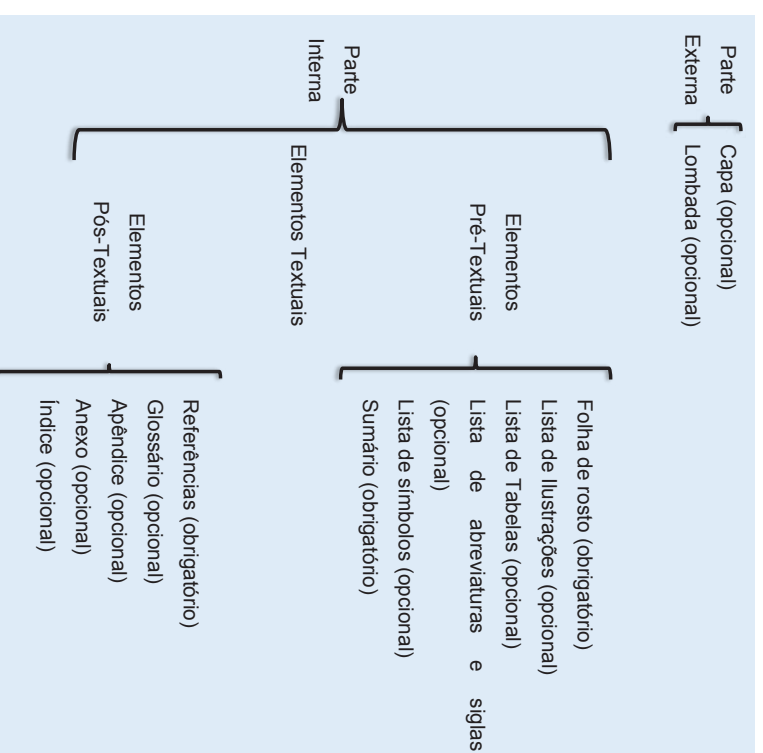 Parte
Externa
Capa (opcional)
Lombada (opcional)
Parte
Interna
Elementos
Pré-Textuais
Folha de rosto (obrigatório)
Lista de Ilustrações (opcional)
Lista de Tabelas (opcional)
Lista de abreviaturas e siglas
(opcional)
Lista de símbolos (opcional)
Sumário (obrigatório)
Elementos Textuais
Elementos
Pós-Textuais
Referências (obrigatório)
Glossário (opcional)
Apêndice (opcional)
Anexo (opcional)
Índice (opcional)